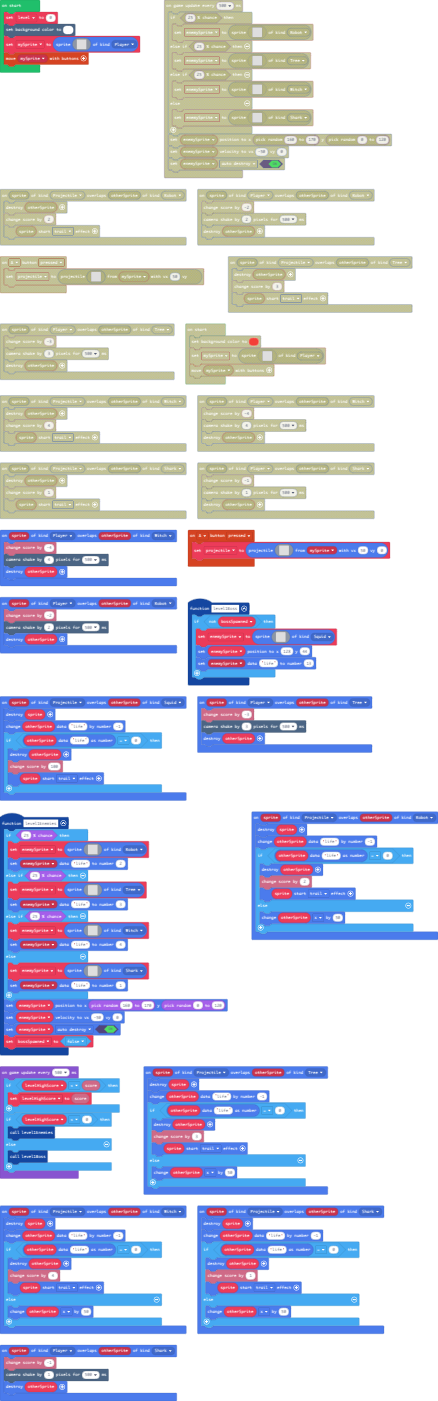 on start
set level to 0
set background color to
set mySprite to sprite of kind Player
move mySprite with buttons
on game update every 500 ms
if 25 % chance then
set enemySprite to sprite of kind Robot
else if 25 % chance then
set enemySprite to sprite of kind Tree
else if 25 % chance then
set enemySprite to sprite of kind Witch
else
set enemySprite to sprite of kind Shark
set enemySprite position to x pick random 160 to 170 y pick random 0 to 120
set enemySprite velocity to vx -50 vy 0
set enemySprite auto destroy
on sprite of kind Projectile overlaps otherSprite of kind Robot
destroy otherSprite
change score by 2
sprite start trail effect
on sprite of kind Player overlaps otherSprite of kind Robot
change score by -2
camera shake by 2 pixels for 500 ms
destroy otherSprite
on A button pressed
set projectile to projectile from mySprite with vx 50 vy
on sprite of kind Projectile overlaps otherSprite of kind Tree
destroy otherSprite
change score by
sprite start trail effect
on sprite of kind Player overlaps otherSprite of kind Tree
change score by
camera shake by pixels for 500 ms
destroy otherSprite
on start
set background color to
set mySprite to sprite of kind Player
move mySprite with buttons
on sprite of kind Projectile overlaps otherSprite of kind Witch
destroy otherSprite
change score by
sprite start trail effect
on sprite of kind Player overlaps otherSprite of kind Witch
change score by -4
camera shake by pixels for 500 ms
destroy otherSprite
on sprite of kind Projectile overlaps otherSprite of kind Shark
destroy otherSprite
change score by
sprite start trail effect
on sprite of kind Player overlaps otherSprite of kind Shark
change score by -1
camera shake by pixels for 500 ms
destroy otherSprite
on sprite of kind Player overlaps otherSprite of kind Witch
change score by
camera shake by pixels for 500 ms
destroy otherSprite
on A button pressed
set projectile to projectile from mySprite with vx 50 vy 0
on sprite of kind Player overlaps otherSprite of kind Robot
change score by -2
camera shake by 2 pixels for 500 ms
destroy otherSprite
function level1Boss
if not bossSpawned then
set enemySprite to sprite of kind Squid
set enemySprite position to x y
set enemySprite data "life" to number
on sprite of kind Projectile overlaps otherSprite of kind Squid
destroy sprite
change otherSprite data "life" by number -1
if otherSprite data "life" as number = 0 then
destroy otherSprite
change score by 100
sprite start trail effect
on sprite of kind Player overlaps otherSprite of kind Tree
change score by
camera shake by pixels for 500 ms
destroy otherSprite
function level1Enemies
if 25 % chance then
set enemySprite to sprite of kind Robot
set enemySprite data "life" to number 2
else if 25 % chance then
set enemySprite to sprite of kind Tree
set enemySprite data "life" to number 3
else if 25 % chance then
set enemySprite to sprite of kind Witch
set enemySprite data "life" to number 4
else
set enemySprite to sprite of kind Shark
set enemySprite data "life" to number 1
set enemySprite position to x pick random 160 to 170 y pick random 0 to 120
set enemySprite velocity to vx -50 vy 0
set enemySprite auto destroy
set bossSpawned to false
on sprite of kind Projectile overlaps otherSprite of kind Robot
destroy sprite
change otherSprite data "life" by number -1
if otherSprite data "life" as number = 0 then
destroy otherSprite
change score by 2
sprite start trail effect
else
change otherSprite x by 50
on game update every 500 ms
if levelHighScore < score then
set levelHighScore to score
if levelHighScore < then
call level1Enemies
else
call level1Boss
on sprite of kind Projectile overlaps otherSprite of kind Tree
destroy sprite
change otherSprite data "life" by number -1
if otherSprite data "life" as number = 0 then
destroy otherSprite
change score by
sprite start trail effect
else
change otherSprite x by 50
on sprite of kind Projectile overlaps otherSprite of kind Witch
destroy sprite
change otherSprite data "life" by number -1
if otherSprite data "life" as number = 0 then
destroy otherSprite
change score by
sprite start trail effect
else
change otherSprite x by 50
on sprite of kind Projectile overlaps otherSprite of kind Shark
destroy sprite
change otherSprite data "life" by number -1
if otherSprite data "life" as number = 0 then
destroy otherSprite
change score by
sprite start trail effect
else
change otherSprite x by 50
on sprite of kind Player overlaps otherSprite of kind Shark
change score by -1
camera shake by pixels for 500 ms
destroy otherSprite